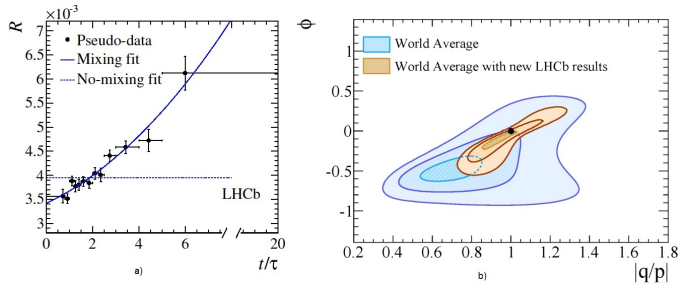 R
×10⁻³
8
7.5
7
6.5
6
5.5
5
4.5
4
3.5
3
Pseudo-data
Mixing fit
No-mixing fit
LHCb
0 2 4 6 20
t/τ
a)
ϕ
1
0.5
0
-0.5
-1
World Average
World Average with new LHCb results
0.2 0.4 0.6 0.8 1 1.2 1.4 1.6 1.8
|q/p|
b)